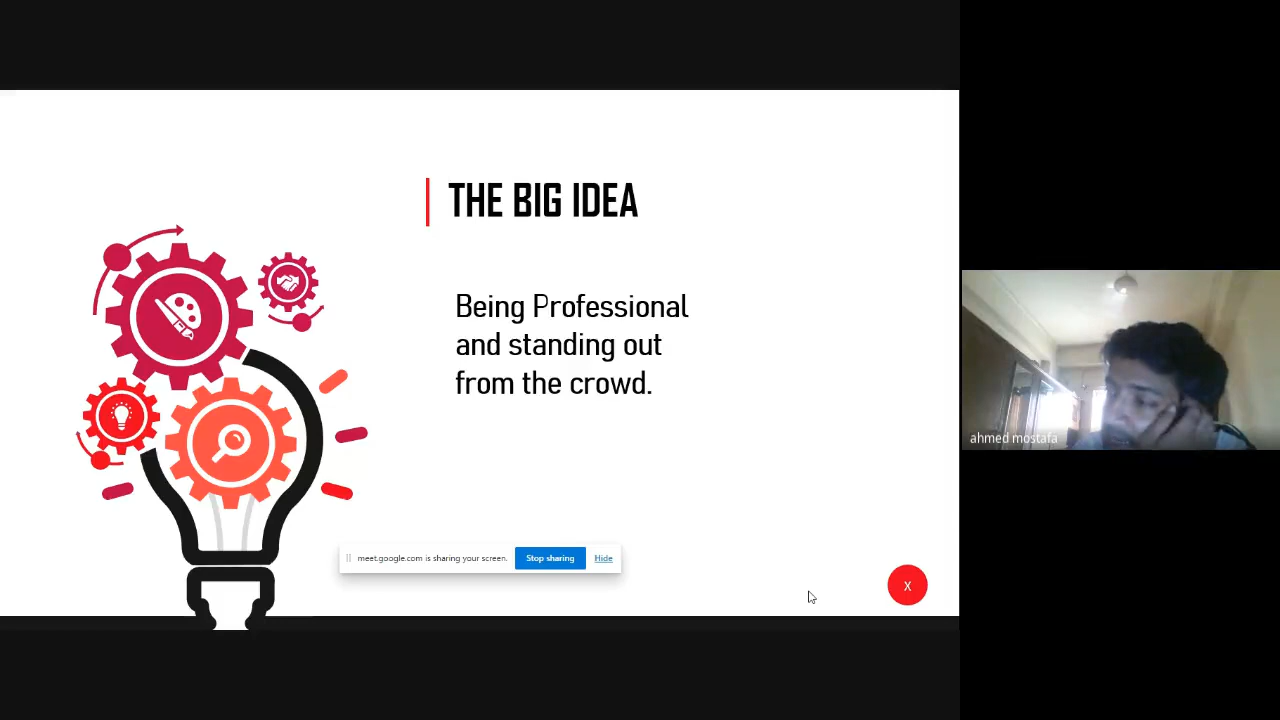 THE BIG IDEA
Being Professional
and standing out
from the crowd.
meet.google.com is sharing your screen. Stop sharing Hide
X
ahmed mostafa